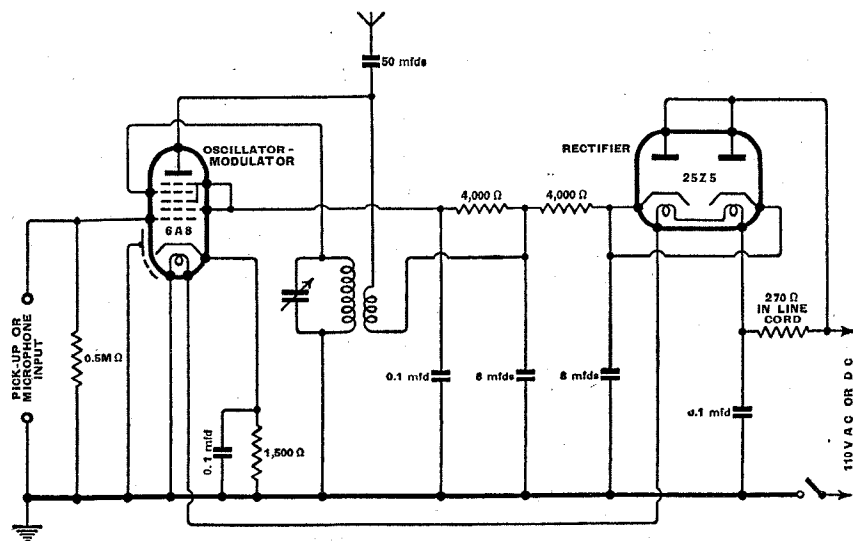 50 mfds
OSCILLATOR-
MODULATOR
RECTIFIER
25Z5
4,000 Ω
4,000 Ω
6A8
270 Ω
IN LINE
CORD
PICK-UP OR
MICROPHONE
INPUT
0.5M Ω
0.1 mfd
8 mfds
8 mfds
0.1 mfd
110V AC OR DC
0.1 mfd
1,500 Ω